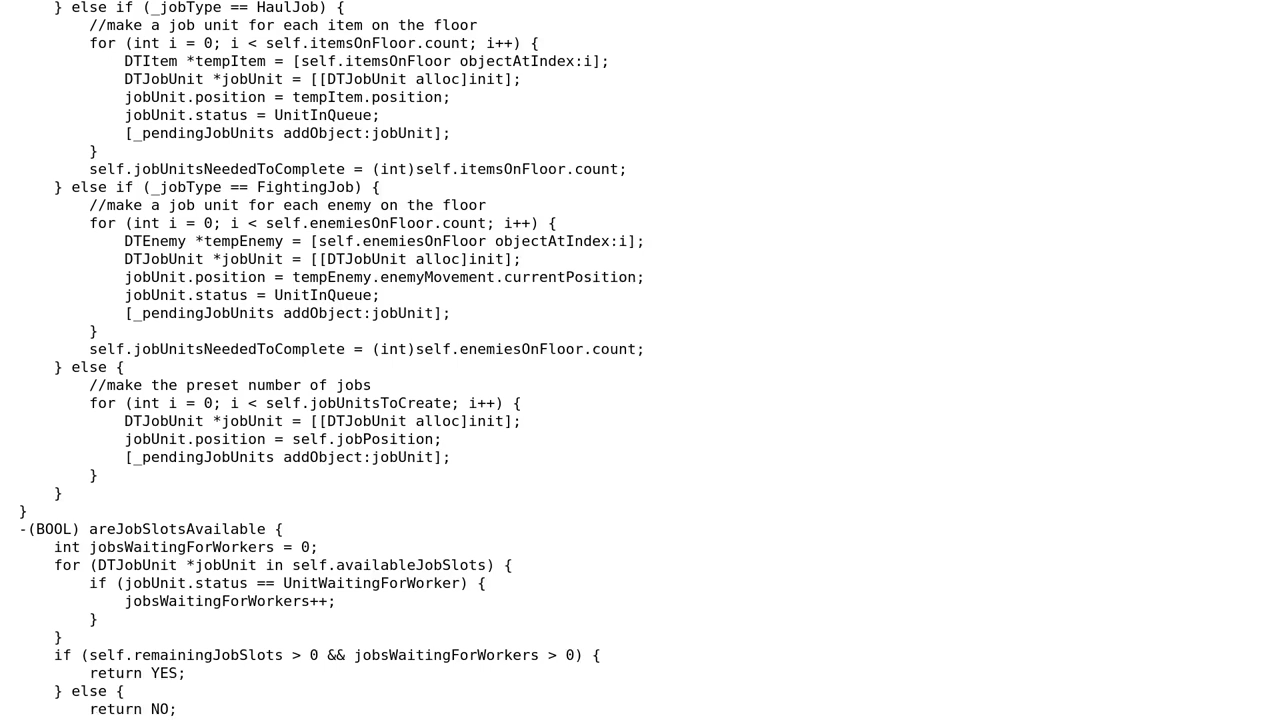 } else if (_jobType == HaulJob) {
        //make a job unit for each item on the floor
        for (int i = 0; i < self.itemsOnFloor.count; i++) {
            DTItem *tempItem = [self.itemsOnFloor objectAtIndex:i];
            DTJobUnit *jobUnit = [[DTJobUnit alloc]init];
            jobUnit.position = tempItem.position;
            jobUnit.status = UnitInQueue;
            [_pendingJobUnits addObject:jobUnit];
        }
        self.jobUnitsNeededToComplete = (int)self.itemsOnFloor.count;
    } else if (_jobType == FightingJob) {
        //make a job unit for each enemy on the floor
        for (int i = 0; i < self.enemiesOnFloor.count; i++) {
            DTEnemy *tempEnemy = [self.enemiesOnFloor objectAtIndex:i];
            DTJobUnit *jobUnit = [[DTJobUnit alloc]init];
            jobUnit.position = tempEnemy.enemyMovement.currentPosition;
            jobUnit.status = UnitInQueue;
            [_pendingJobUnits addObject:jobUnit];
        }
        self.jobUnitsNeededToComplete = (int)self.enemiesOnFloor.count;
    } else {
        //make the preset number of jobs
        for (int i = 0; i < self.jobUnitsToCreate; i++) {
            DTJobUnit *jobUnit = [[DTJobUnit alloc]init];
            jobUnit.position = self.jobPosition;
            [_pendingJobUnits addObject:jobUnit];
        }
    }
}
-(BOOL) areJobSlotsAvailable {
    int jobsWaitingForWorkers = 0;
    for (DTJobUnit *jobUnit in self.availableJobSlots) {
        if (jobUnit.status == UnitWaitingForWorker) {
            jobsWaitingForWorkers++;
        }
    }
    if (self.remainingJobSlots > 0 && jobsWaitingForWorkers > 0) {
        return YES;
    } else {
        return NO;